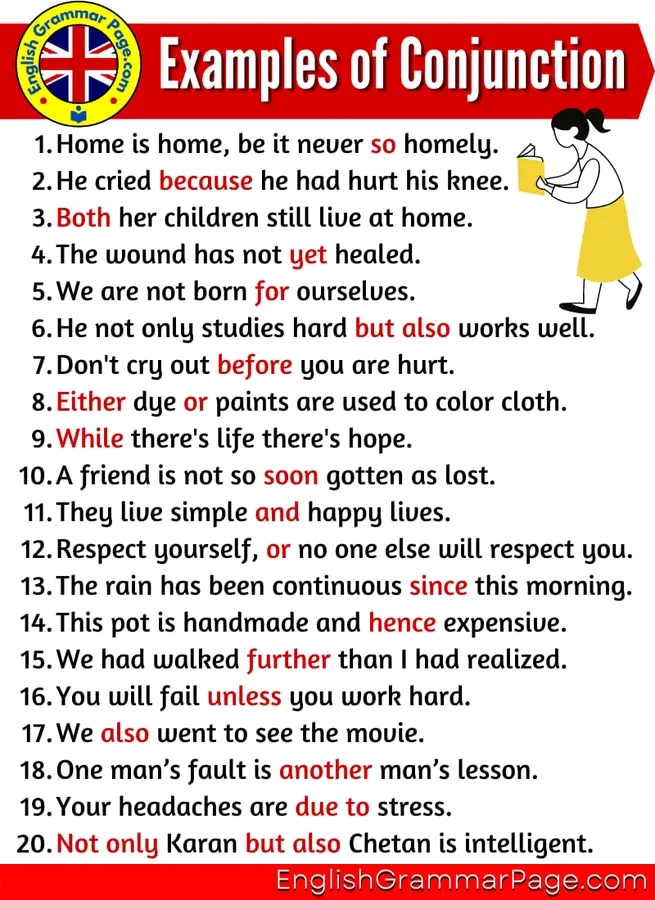 English Grammar Page.com
Examples of Conjunction
1. Home is home, be it never so homely.
2. He cried because he had hurt his knee.
3. Both her children still live at home.
4. The wound has not yet healed.
5. We are not born for ourselves.
6. He not only studies hard but also works well.
7. Don't cry out before you are hurt.
8. Either dye or paints are used to color cloth.
9. While there's life there's hope.
10. A friend is not so soon gotten as lost.
11. They live simple and happy lives.
12. Respect yourself, or no one else will respect you.
13. The rain has been continuous since this morning.
14. This pot is handmade and hence expensive.
15. We had walked further than I had realized.
16. You will fail unless you work hard.
17. We also went to see the movie.
18. One man’s fault is another man’s lesson.
19. Your headaches are due to stress.
20. Not only Karan but also Chetan is intelligent.
EnglishGrammarPage.com